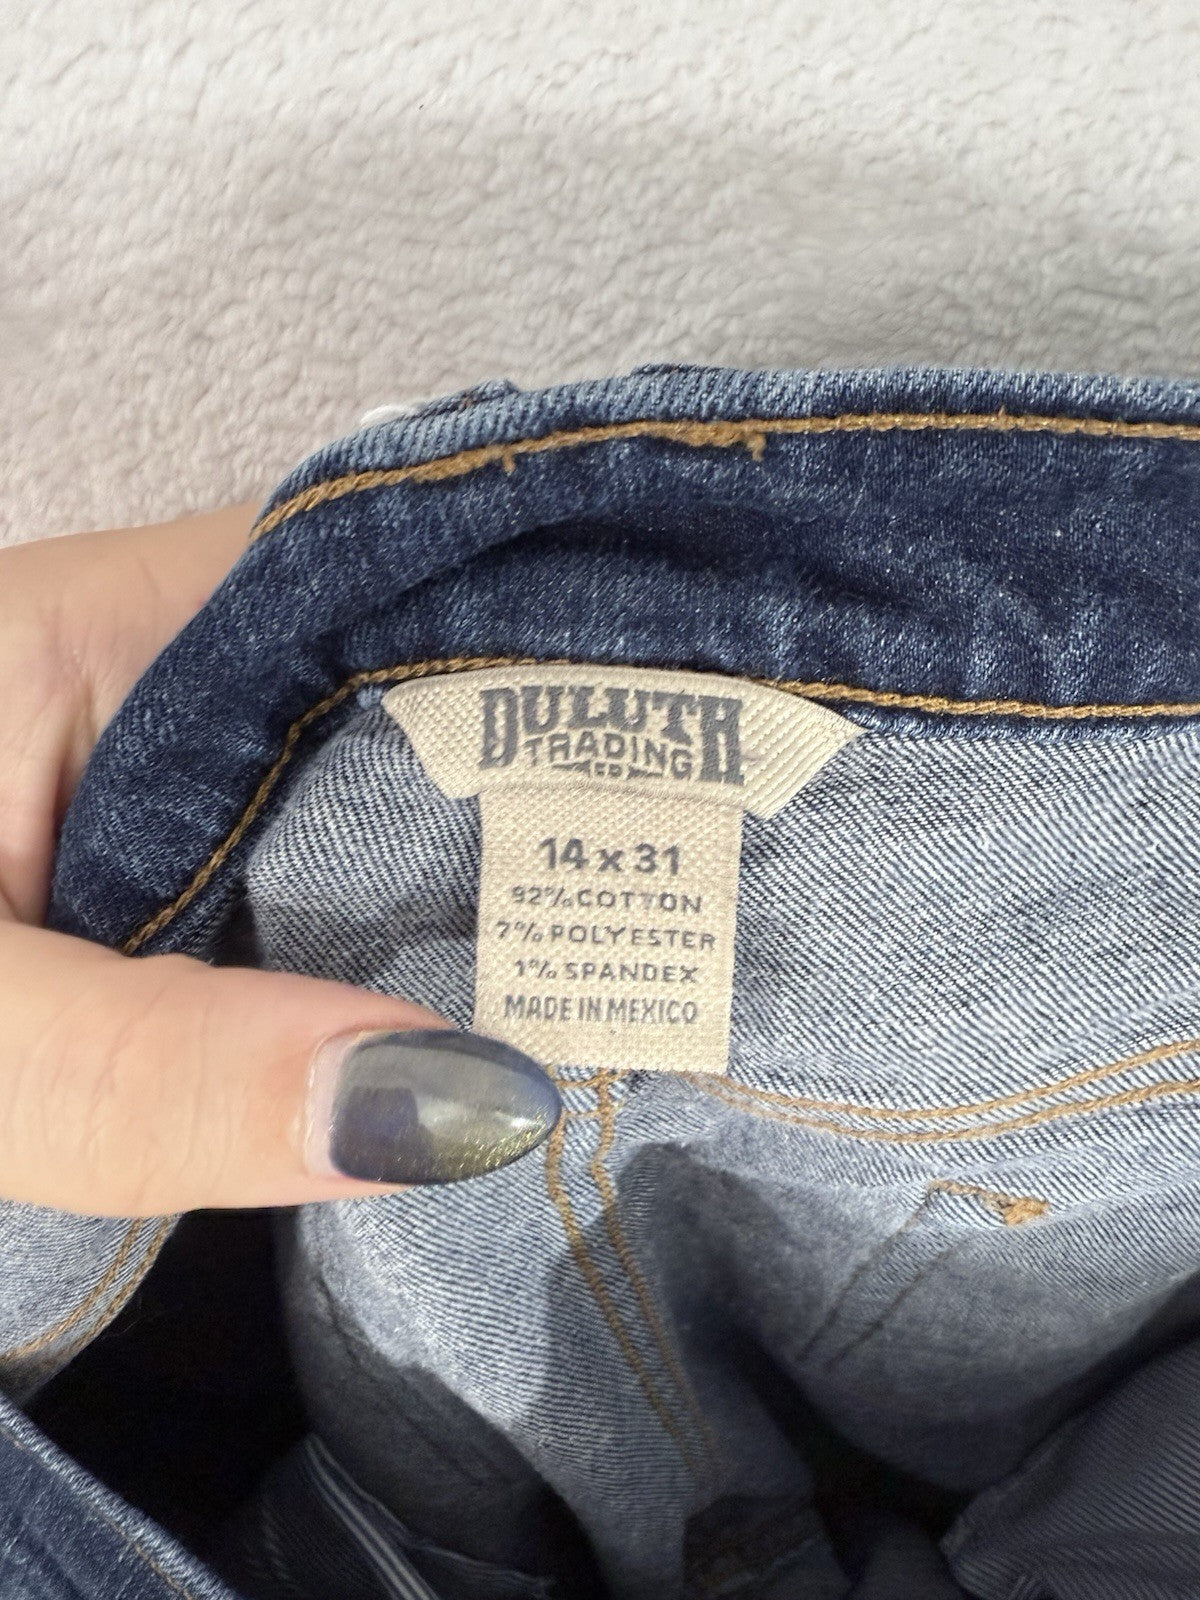 DULUTH
TRADING
CO
14 x 31
92% COTTON
7% POLYESTER
1% SPANDEX
MADE IN MEXICO